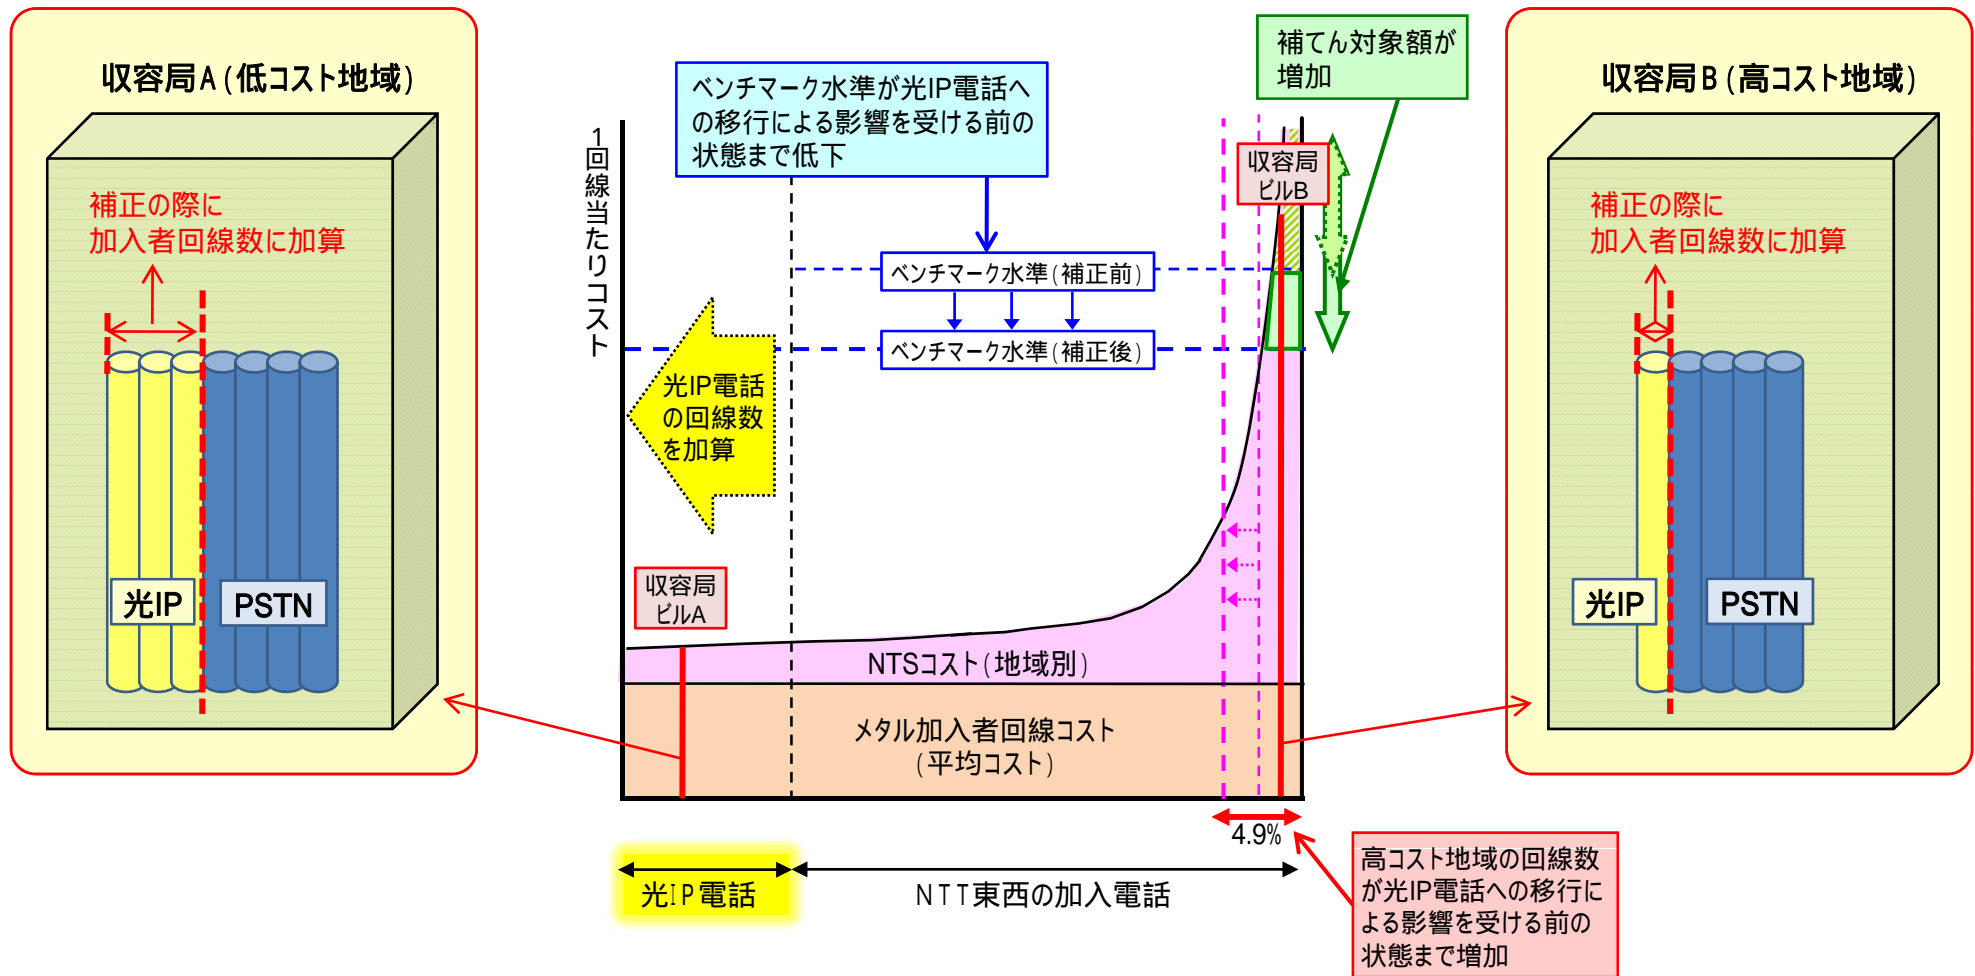 収容局A(低コスト地域)
補正の際に
加入者回線数に加算
光IP
PSTN
1回線当たりコスト
ベンチマーク水準が光IP電話へ
の移行による影響を受ける前の
状態まで低下
補てん対象額が
増加
収容局
ビルB
ベンチマーク水準(補正前)
ベンチマーク水準(補正後)
光IP電話
の回線数
を加算
収容局
ビルA
NTSコスト(地域別)
メタル加入者回線コスト
(平均コスト)
4.9%
光IP電話
NTT東西の加入電話
高コスト地域の回線数
が光IP電話への移行に
よる影響を受ける前の
状態まで増加
収容局B(高コスト地域)
補正の際に
加入者回線数に加算
光IP
PSTN